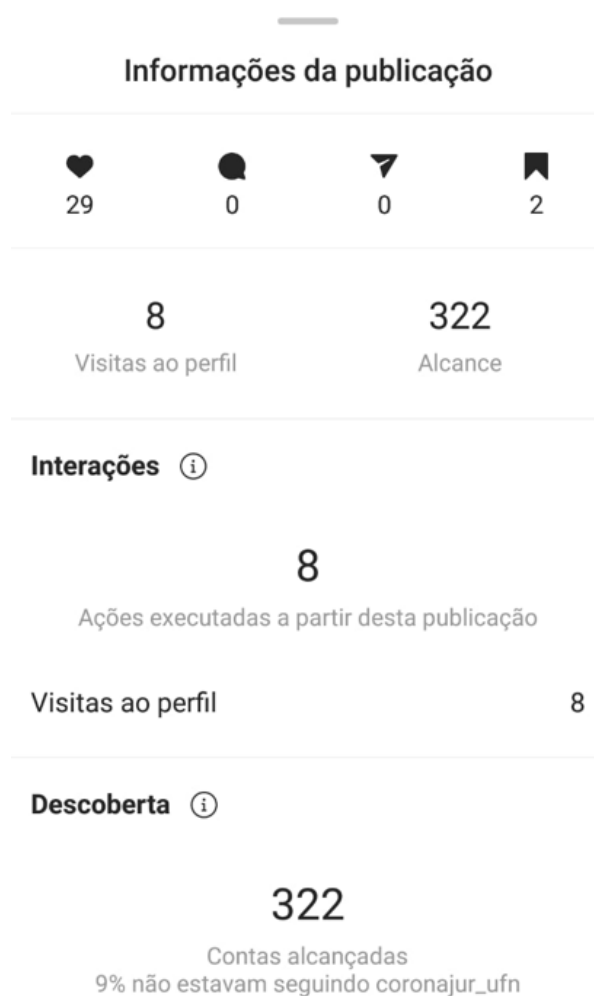 Informações da publicação
29 0 0 2
8 322
Visitas ao perfil Alcance
Interações
8
Ações executadas a partir desta publicação
Visitas ao perfil 8
Descoberta
322
Contas alcançadas
9% não estavam seguindo coronajur_ufn